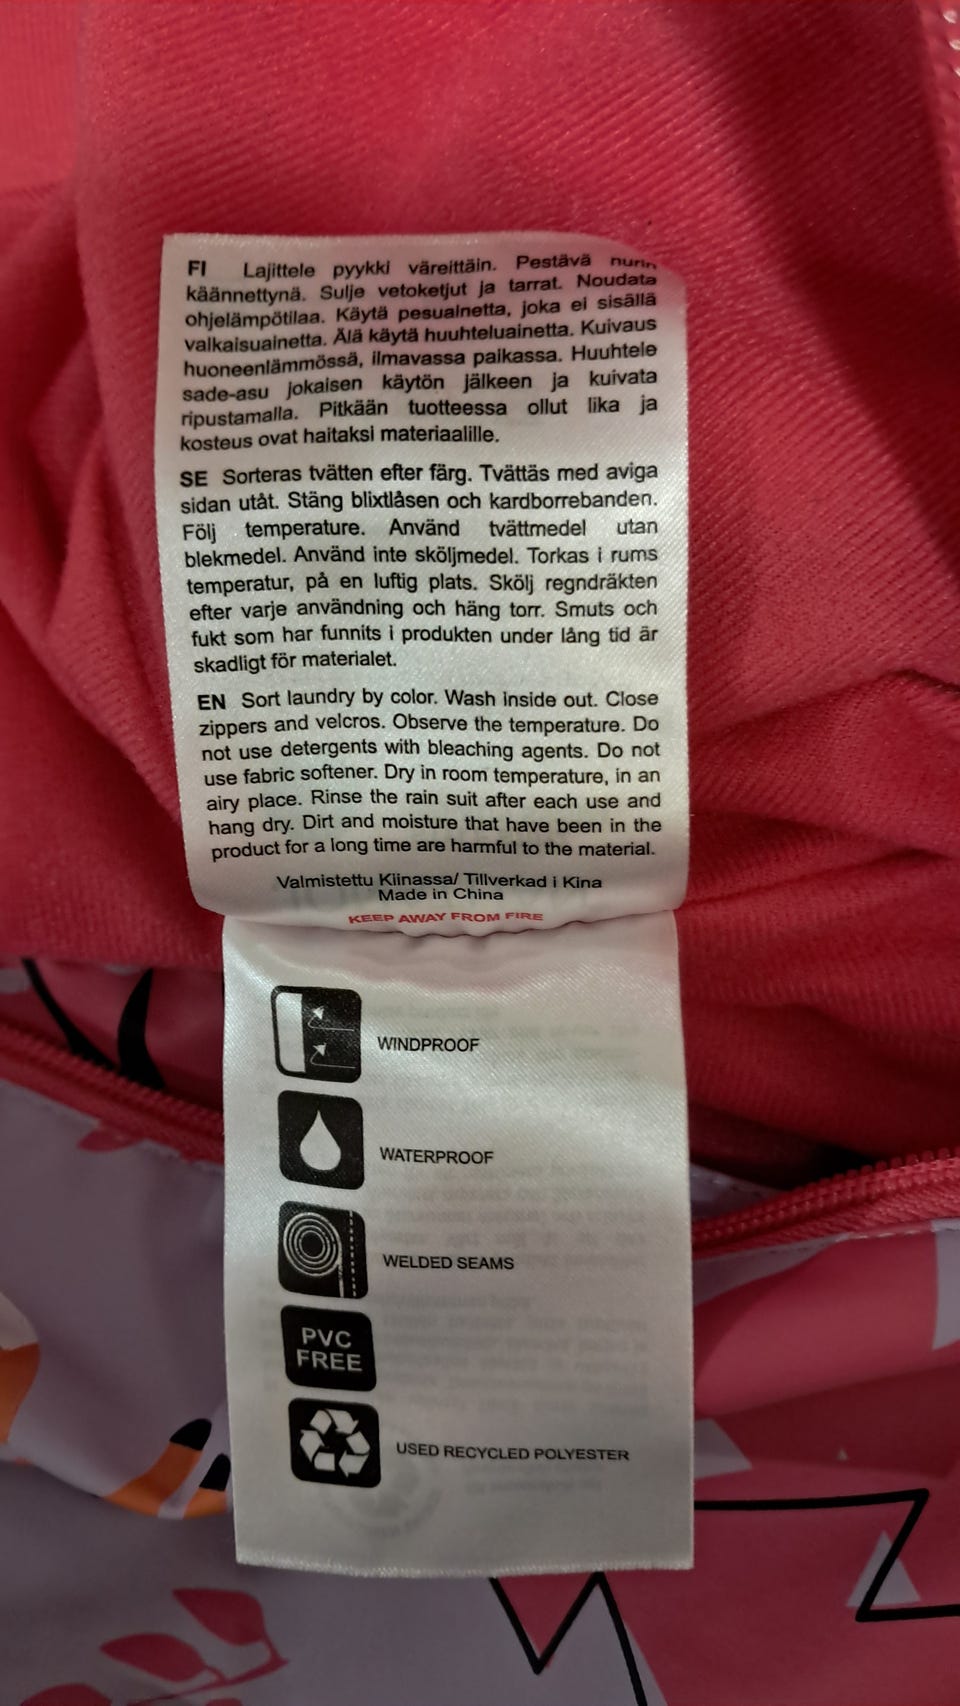 FI Lajittele pyykki väreittäin. Pestävä nurin
käännettynä. Sulje vetoketjut ja tarrat. Noudata
ohjelämpötilaa. Käytä pesuainetta, joka ei sisällä
valkaisuainetta. Älä käytä huuhteluainetta. Kuivaus
huoneenlämmössä, ilmavassa paikassa. Huuhtele
sade-asu jokaisen käytön jälkeen ja kuivata
ripustamalla. Pitkään tuotteessa ollut lika ja
kosteus ovat haitaksi materiaalille.
SE Sorteras tvätten efter färg. Tvättäs med aviga
sidan utåt. Stäng blixtlåsen och kardborrebanden.
Följ temperature. Använd tvättmedel utan
blekmedel. Använd inte sköljmedel. Torkas i rums
temperatur, på en luftig plats. Skölj regndräkten
efter varje användning och häng torr. Smuts och
fukt som har funnits i produkten under lång tid är
skadligt för materialet.
EN Sort laundry by color. Wash inside out. Close
zippers and velcros. Observe the temperature. Do
not use detergents with bleaching agents. Do not
use fabric softener. Dry in room temperature, in an
airy place. Rinse the rain suit after each use and
hang dry. Dirt and moisture that have been in the
product for a long time are harmful to the material.
Valmistettu Kiinassa/ Tillverkad i Kina
Made in China
KEEP AWAY FROM FIRE
WINDPROOF
WATERPROOF
WELDED SEAMS
PVC
FREE
USED RECYCLED POLYESTER